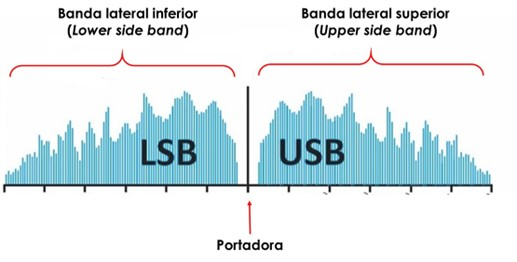 Banda lateral inferior
(Lower side band)
Banda lateral superior
(Upper side band)
LSB
USB
Portadora